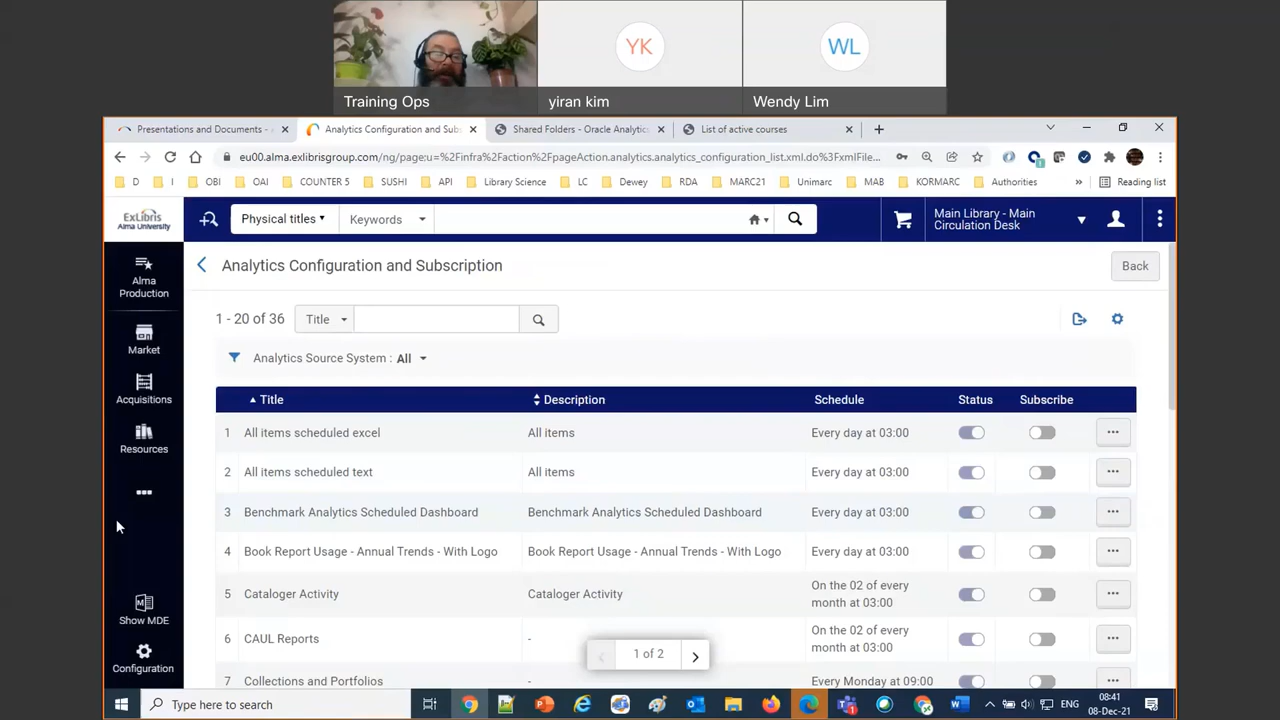 YK
WL
Training Ops
yiran kim
Wendy Lim
Presentations and Documents - A
Analytics Configuration and Subs
Shared Folders - Oracle Analytics
List of active courses
eu00.alma.exlibrisgroup.com/ng/page:u=%2Finfra%2Faction%2FpageAction.analytics.analytics_configuration_list.xml.do%3FxmlFile...
D
I
OBI
OAI
COUNTER 5
SUSHI
API
Library Science
LC
Dewey
RDA
MARC21
Unimarc
MAB
KORMARC
Authorities
»
Reading list
ExLibris
Alma University
Physical titles
Keywords
Main Library - Main
Circulation Desk
Alma
Production
Market
Acquisitions
Resources
Show MDE
Configuration
Analytics Configuration and Subscription
Back
1 - 20 of 36
Title
Analytics Source System : All
Title Description Schedule Status Subscribe
1 All items scheduled excel All items Every day at 03:00
2 All items scheduled text All items Every day at 03:00
3 Benchmark Analytics Scheduled Dashboard Benchmark Analytics Scheduled Dashboard Every day at 03:00
4 Book Report Usage - Annual Trends - With Logo Book Report Usage - Annual Trends - With Logo Every day at 03:00
5 Cataloger Activity Cataloger Activity On the 02 of every
month at 03:00
6 CAUL Reports - On the 02 of every
month at 03:00
1 of 2
7 Collections and Portfolios - Every Monday at 09:00
Type here to search
ENG
08:41
08-Dec-21